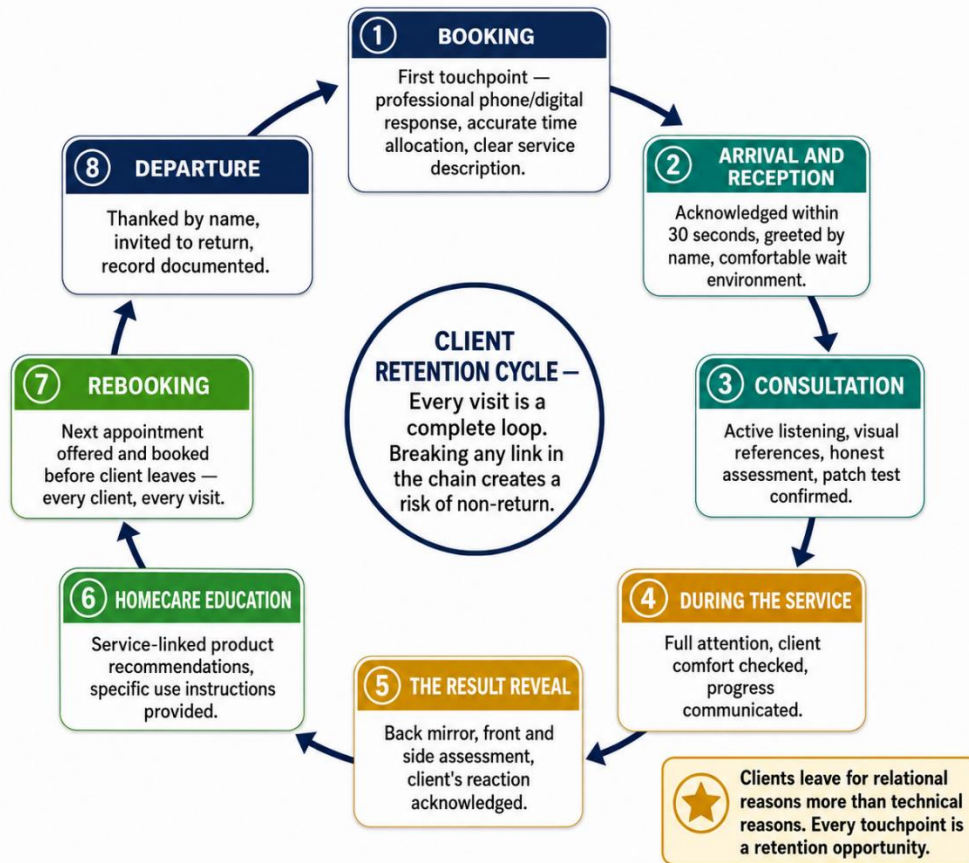 1 BOOKING
First touchpoint —
professional phone/digital
response, accurate time
allocation, clear service
description.
2 ARRIVAL AND
RECEPTION
Acknowledged within
30 seconds, greeted by
name, comfortable wait
environment.
3 CONSULTATION
Active listening, visual
references, honest
assessment, patch test
confirmed.
4 DURING THE SERVICE
Full attention, client
comfort checked,
progress
communicated.
5 THE RESULT REVEAL
Back mirror, front and
side assessment,
client's reaction
acknowledged.
6 HOMECARE EDUCATION
Service-linked product
recommendations,
specific use instructions
provided.
7 REBOOKING
Next appointment
offered and booked
before client leaves —
every client, every visit.
8 DEPARTURE
Thanked by name,
invited to return,
record documented.
CLIENT
RETENTION CYCLE —
Every visit is a
complete loop.
Breaking any link in
the chain creates a
risk of non-return.
Clients leave for relational
reasons more than technical
reasons. Every touchpoint is
a retention opportunity.